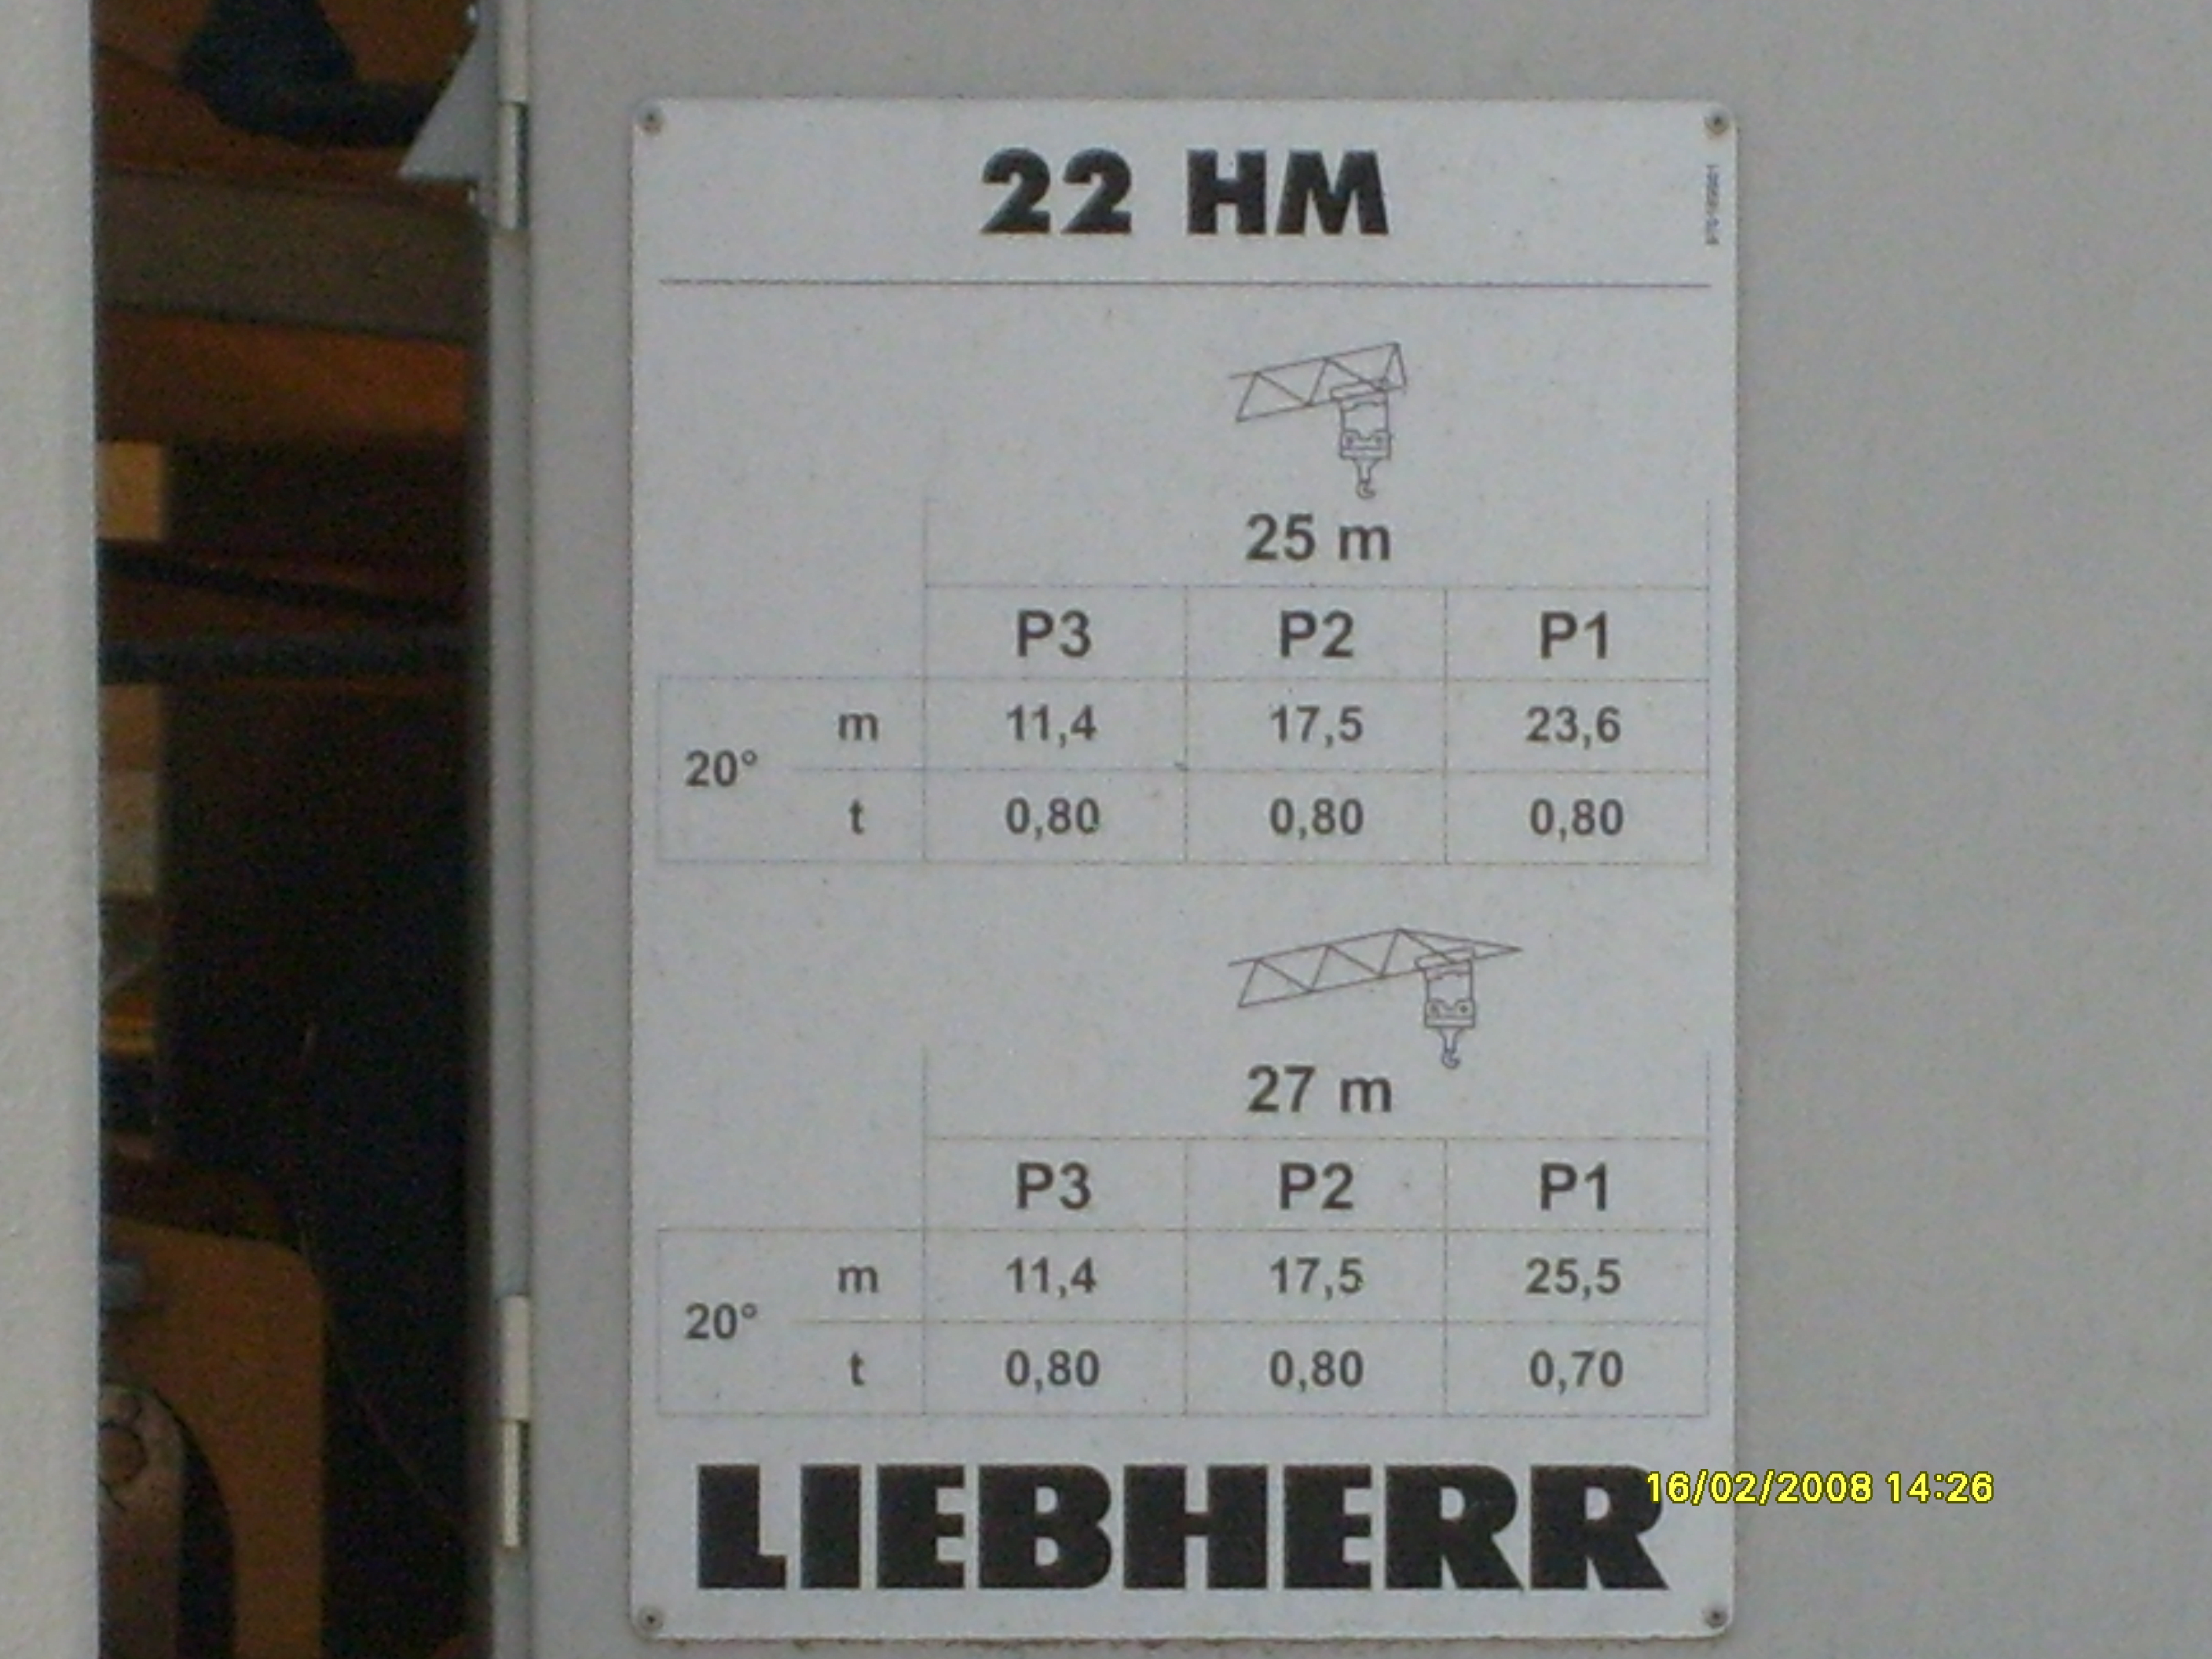 22 HM
25 m
P3 P2 P1
20°
m 11,4 17,5 23,6
t 0,80 0,80 0,80
27 m
P3 P2 P1
20°
m 11,4 17,5 25,5
t 0,80 0,80 0,70
LIEBHERR
16/02/2008 14:26